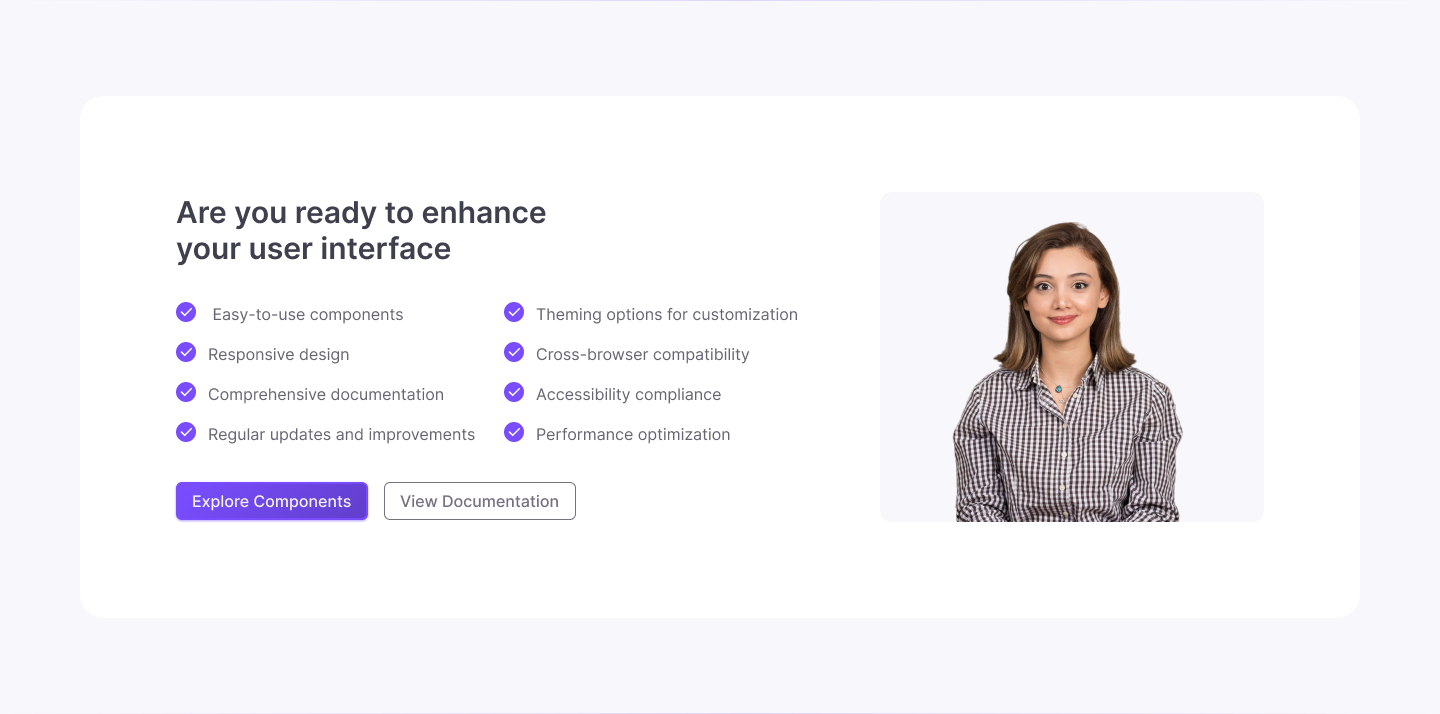 Are you ready to enhance
your user interface
Easy-to-use components
Responsive design
Comprehensive documentation
Regular updates and improvements
Theming options for customization
Cross-browser compatibility
Accessibility compliance
Performance optimization
Explore Components
View Documentation